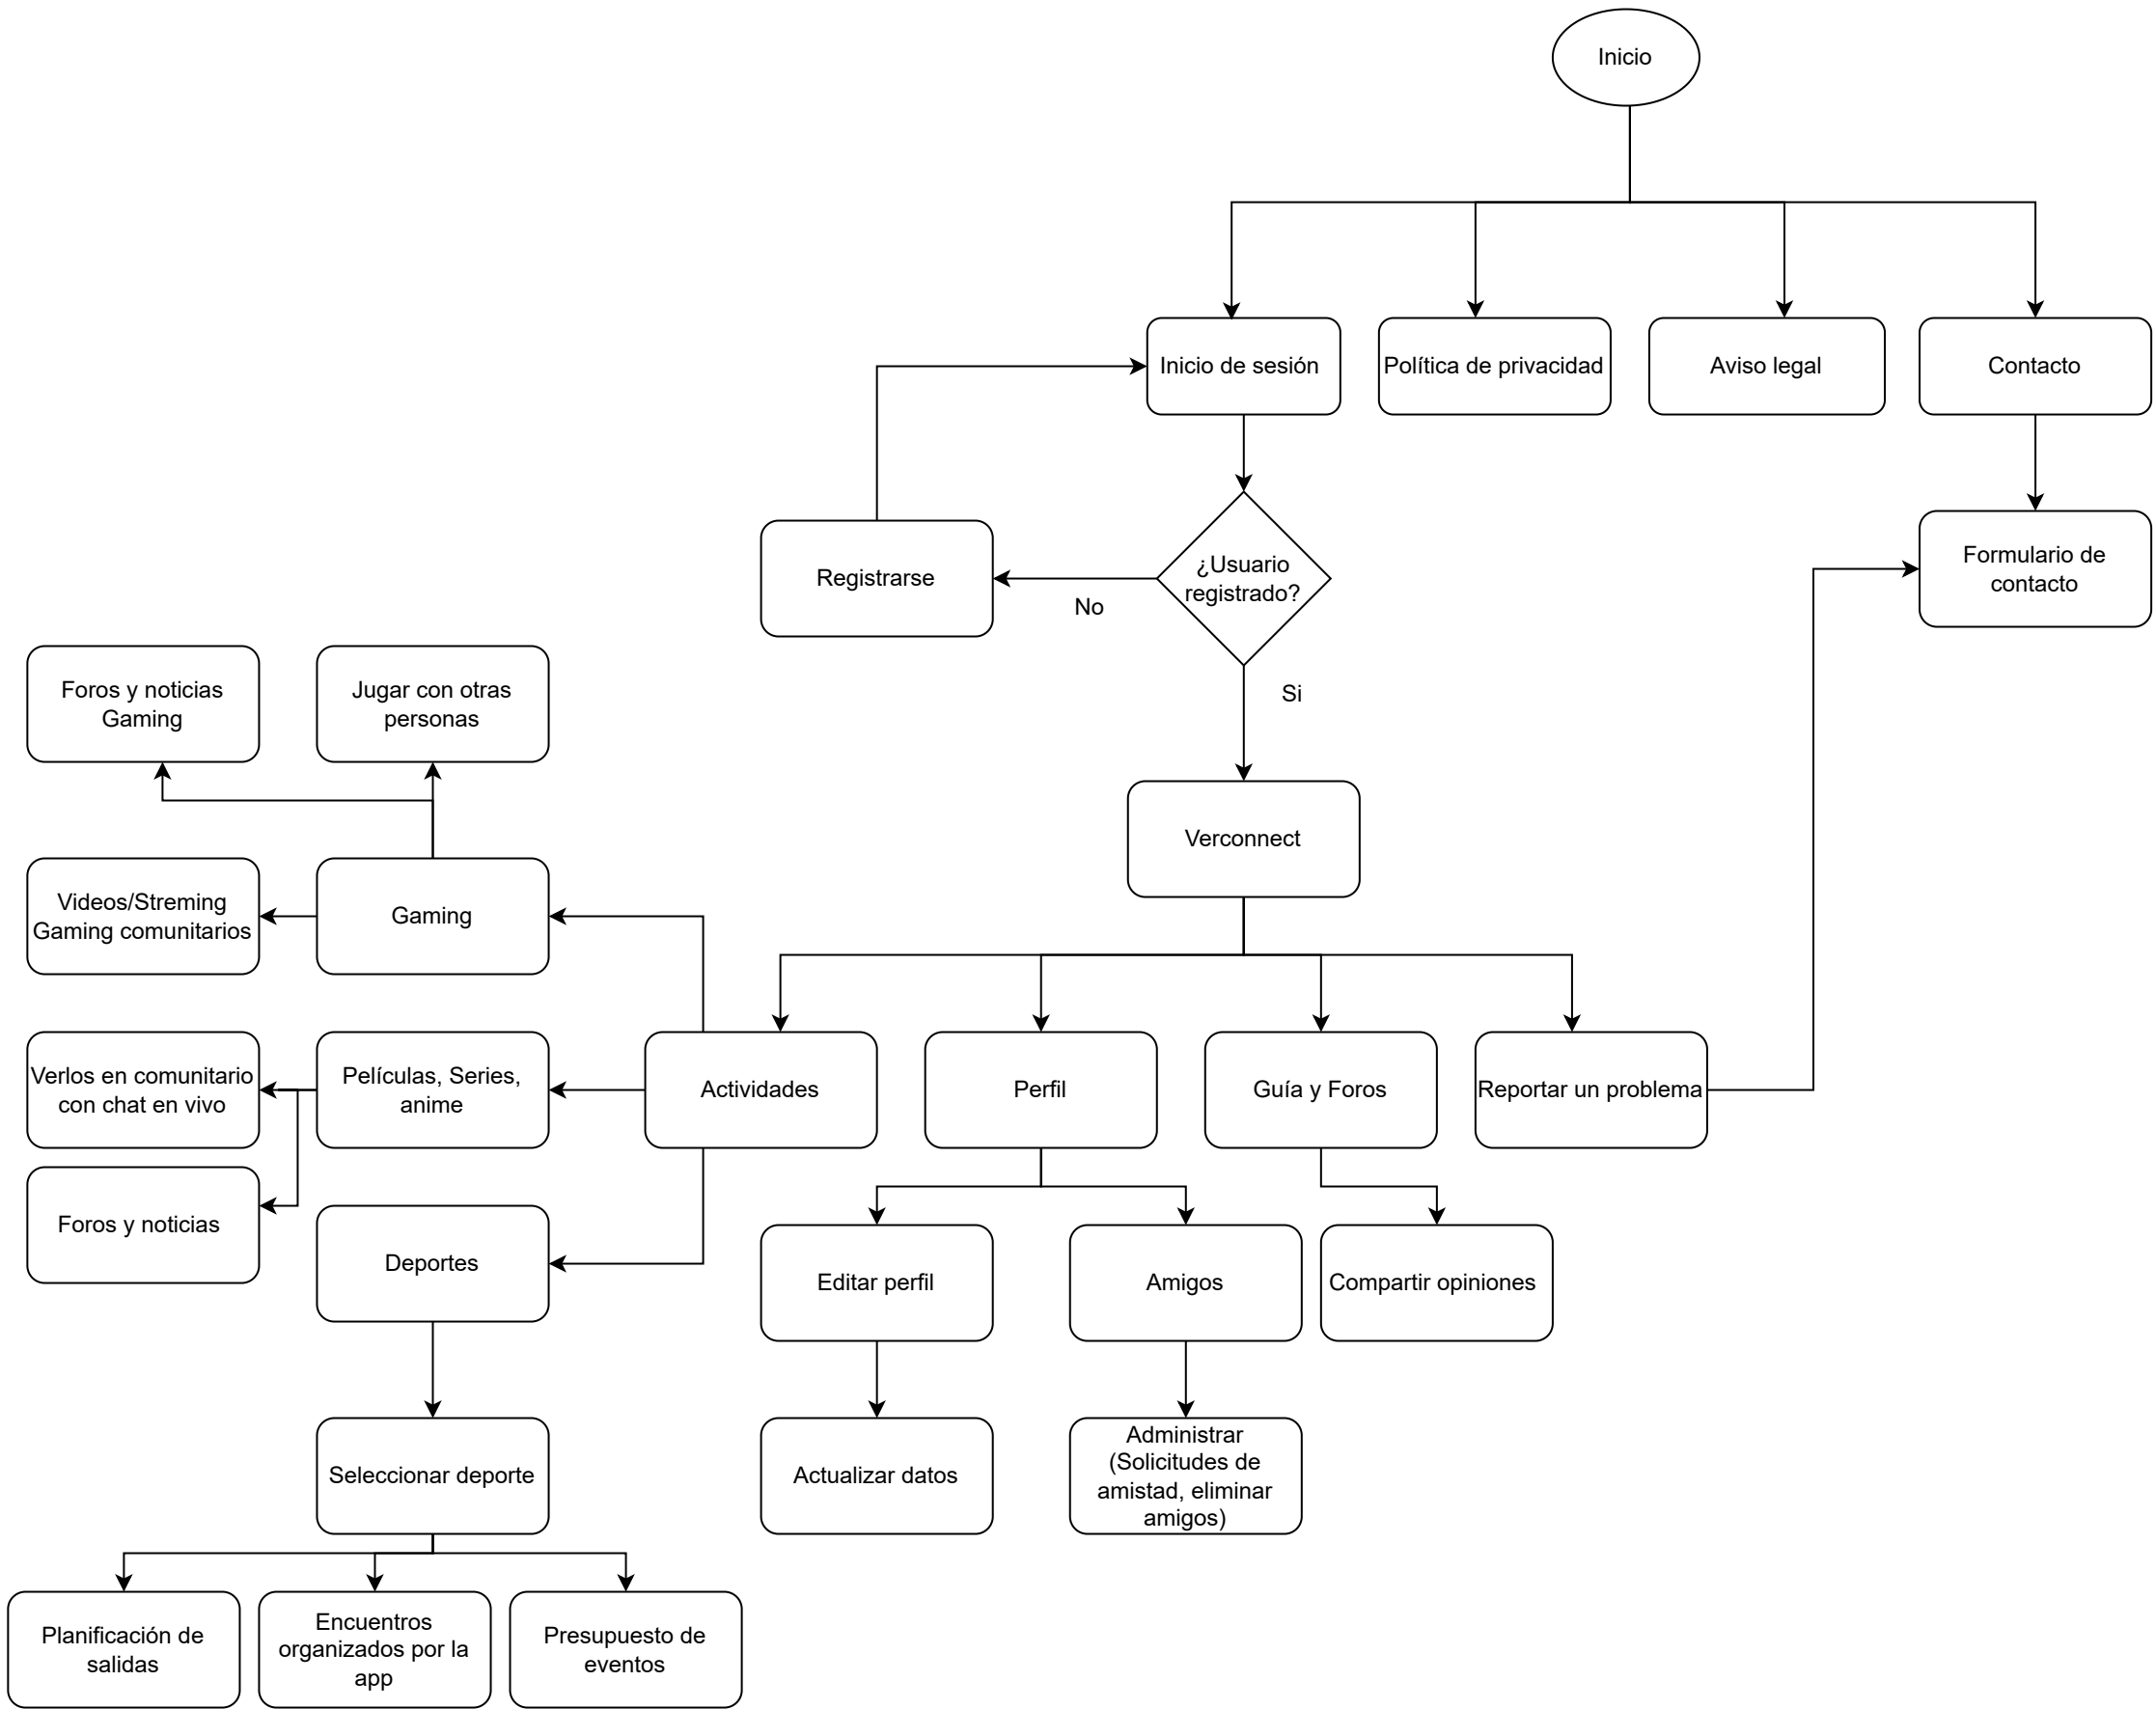 Inicio
Inicio de sesión
Política de privacidad
Aviso legal
Contacto
¿Usuario
registrado?
Registrarse
No
Formulario de
contacto
Si
Foros y noticias
Gaming
Jugar con otras
personas
Verconnect
Videos/Streming
Gaming comunitarios
Gaming
Verlos en comunitario
con chat en vivo
Películas, Series,
anime
Actividades
Perfil
Guía y Foros
Reportar un problema
Foros y noticias
Deportes
Editar perfil
Amigos
Compartir opiniones
Seleccionar deporte
Actualizar datos
Administrar
(Solicitudes de
amistad, eliminar
amigos)
Planificación de
salidas
Encuentros
organizados por la
app
Presupuesto de
eventos